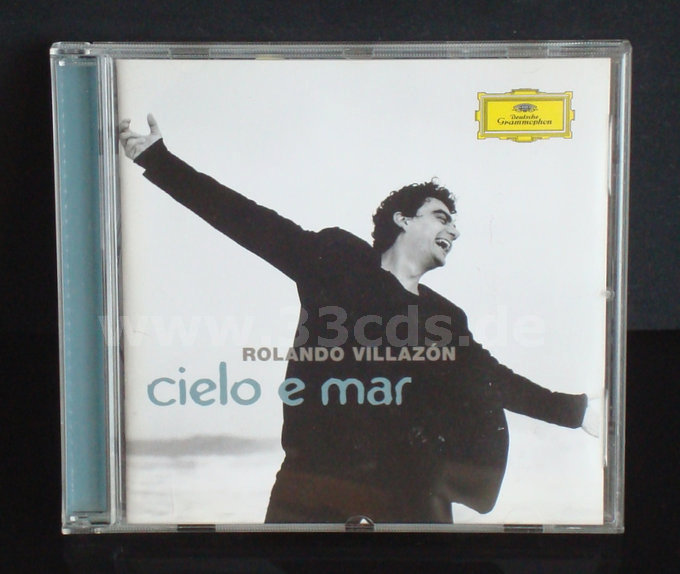 Deutsche
Grammophon
www.33cds.de
ROLANDO VILLAZÓN
cielo e mar